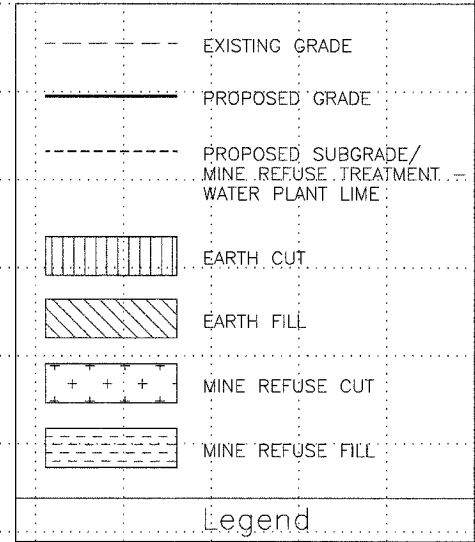 EXISTING GRADE
PROPOSED GRADE
PROPOSED SUBGRADE/
MINE REFUSE TREATMENT –
WATER PLANT LIME
EARTH CUT
EARTH FILL
MINE REFUSE CUT
MINE REFUSE FILL
Legend